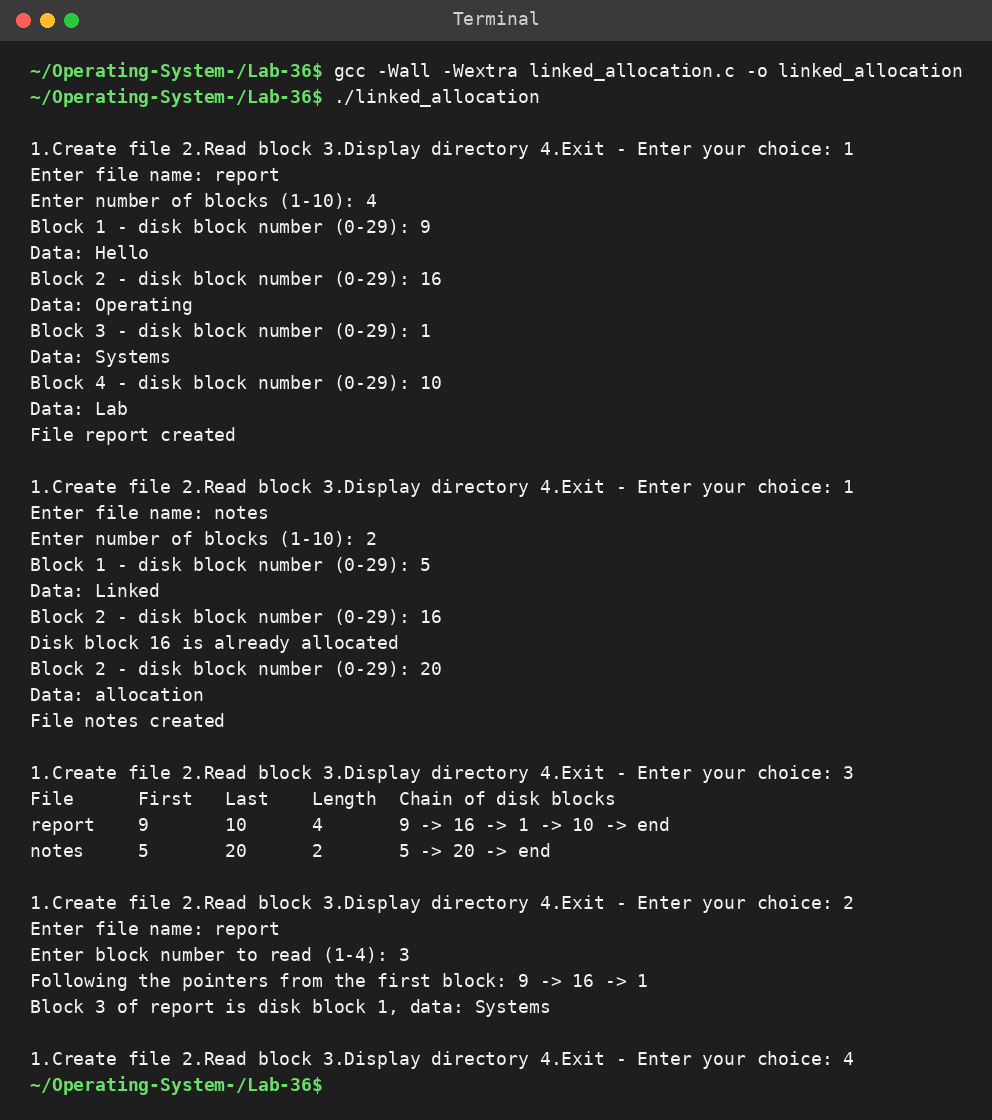 Terminal
~/Operating-System-/Lab-36$ gcc -Wall -Wextra linked_allocation.c -o linked_allocation
~/Operating-System-/Lab-36$ ./linked_allocation
1.Create file 2.Read block 3.Display directory 4.Exit - Enter your choice: 1
Enter file name: report
Enter number of blocks (1-10): 4
Block 1 - disk block number (0-29): 9
Data: Hello
Block 2 - disk block number (0-29): 16
Data: Operating
Block 3 - disk block number (0-29): 1
Data: Systems
Block 4 - disk block number (0-29): 10
Data: Lab
File report created
1.Create file 2.Read block 3.Display directory 4.Exit - Enter your choice: 1
Enter file name: notes
Enter number of blocks (1-10): 2
Block 1 - disk block number (0-29): 5
Data: Linked
Block 2 - disk block number (0-29): 16
Disk block 16 is already allocated
Block 2 - disk block number (0-29): 20
Data: allocation
File notes created
1.Create file 2.Read block 3.Display directory 4.Exit - Enter your choice: 3
File      First   Last    Length  Chain of disk blocks
report    9       10      4       9 -> 16 -> 1 -> 10 -> end
notes     5       20      2       5 -> 20 -> end
1.Create file 2.Read block 3.Display directory 4.Exit - Enter your choice: 2
Enter file name: report
Enter block number to read (1-4): 3
Following the pointers from the first block: 9 -> 16 -> 1
Block 3 of report is disk block 1, data: Systems
1.Create file 2.Read block 3.Display directory 4.Exit - Enter your choice: 4
~/Operating-System-/Lab-36$